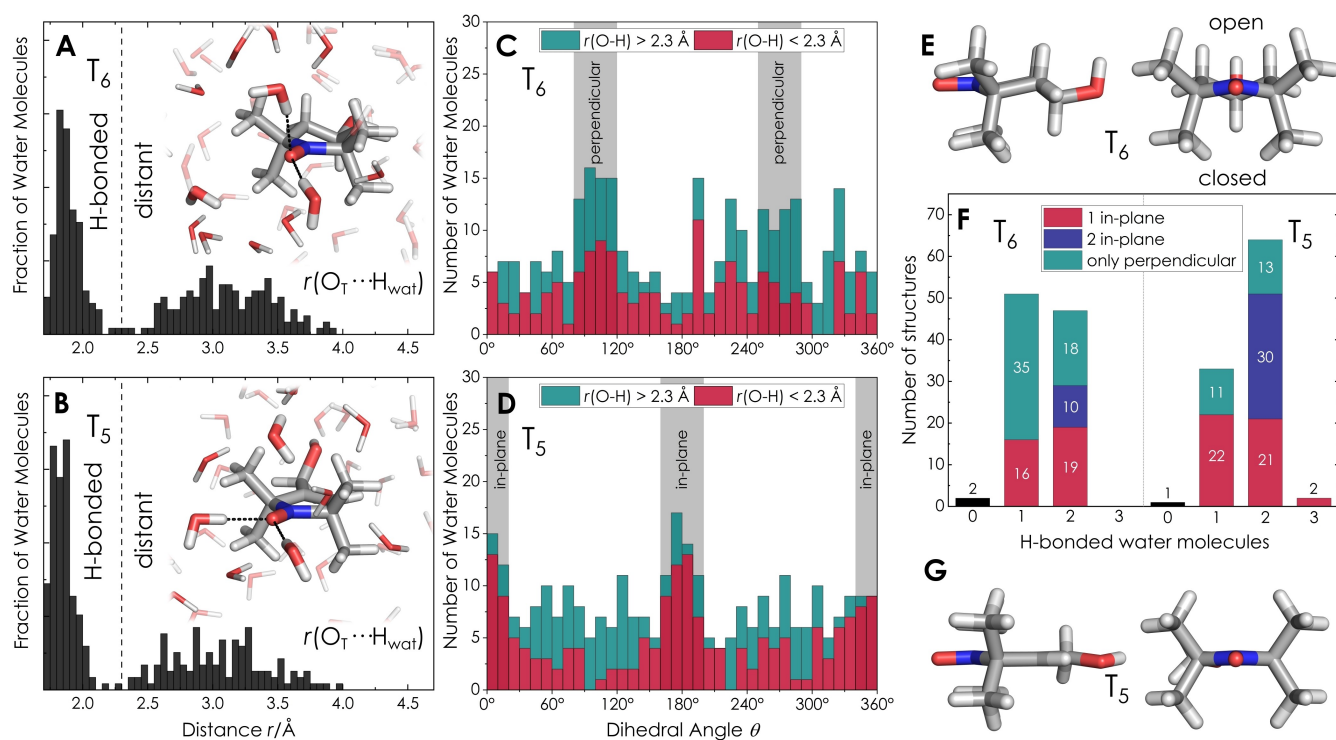 A
T6
H-bonded
distant
r(OT···Hwat)
Fraction of Water Molecules
2.0 2.5 3.0 3.5 4.0 4.5
B
T5
H-bonded
distant
r(OT···Hwat)
Fraction of Water Molecules
2.0 2.5 3.0 3.5 4.0 4.5
Distance r/Å
C
T6
r(O-H) > 2.3 Å r(O-H) < 2.3 Å
perpendicular
perpendicular
Number of Water Molecules
30
25
20
15
10
5
0
0° 60° 120° 180° 240° 300° 360°
D
T5
r(O-H) > 2.3 Å r(O-H) < 2.3 Å
in-plane
in-plane
in-plane
Number of Water Molecules
30
25
20
15
10
5
0
0° 60° 120° 180° 240° 300° 360°
Dihedral Angle θ
E
open
T6
closed
F
T6
T5
1 in-plane
2 in-plane
only perpendicular
Number of structures
70
60
50
40
30
20
10
0
2
35
16
18
10
19
1
11
22
13
30
21
2
0 1 2 3 0 1 2 3
H-bonded water molecules
G
T5